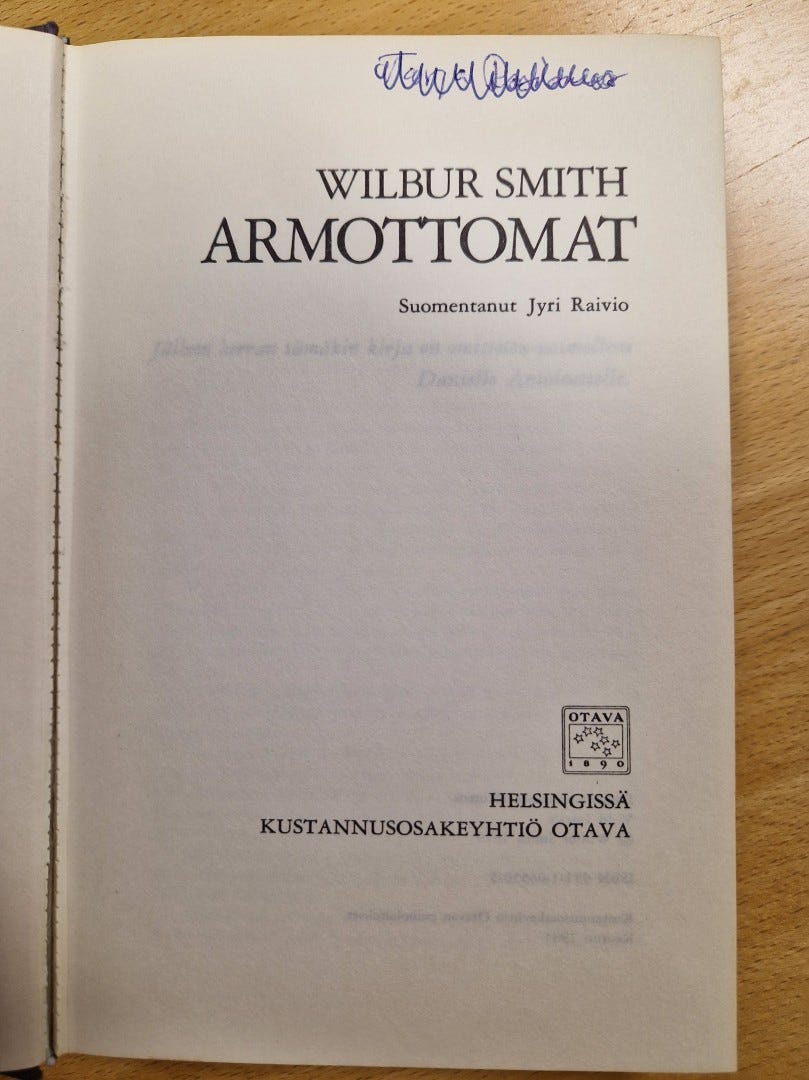 WILBUR SMITH
ARMOTTOMAT
Suomentanut Jyri Raivio
OTAVA
1890
HELSINGISSÄ
KUSTANNUSOSAKEYHTIÖ OTAVA